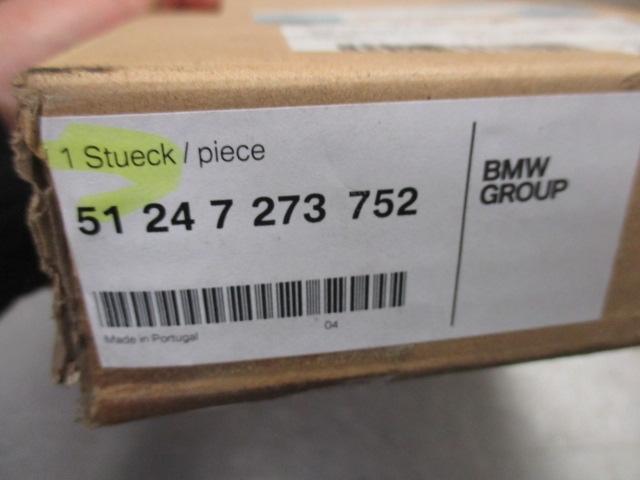 1 Stueck / piece
51 24 7 273 752
BMW
GROUP
Made in Portugal
04